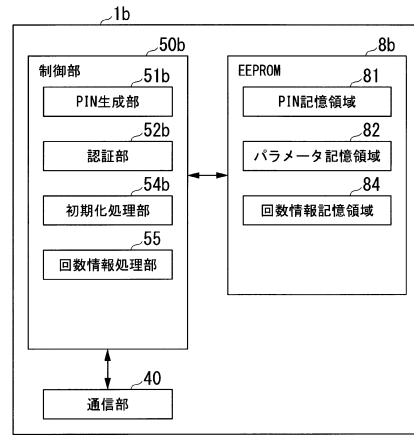 1b
50b
制御部
51b
PIN生成部
52b
認証部
54b
初期化処理部
55
回数情報処理部
8b
EEPROM
81
PIN記憶領域
82
パラメータ記憶領域
84
回数情報記憶領域
40
通信部